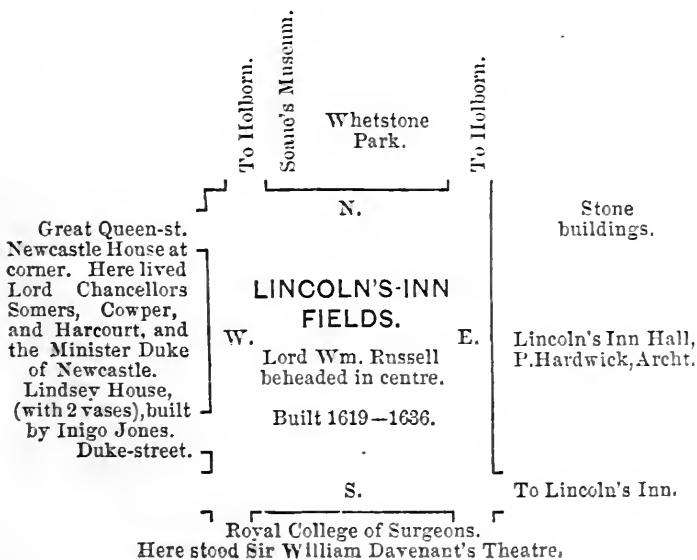 To Holborn.
Soane's Museum.
Whetstone
Park.
To Holborn.
N.
Stone
buildings.
Great Queen-st.
Newcastle House at
corner. Here lived
Lord Chancellors
Somers, Cowper,
and Harcourt, and
the Minister Duke
of Newcastle.
Lindsey House,
(with 2 vases), built
by Inigo Jones.
Duke-street.
W.
LINCOLN'S-INN
FIELDS.
Lord Wm. Russell
beheaded in centre.
Built 1619—1636.
E.
Lincoln's Inn Hall,
P. Hardwick, Archt.
S.
To Lincoln's Inn.
Royal College of Surgeons.
Here stood Sir William Davenant's Theatre,